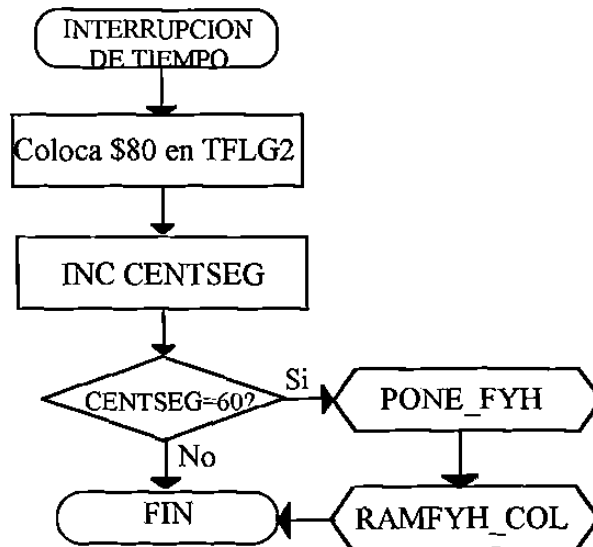 INTERRUPCION
DE TIEMPO
Coloca $80 en TFLG2
INC CENTSEG
CENTSEG=60?
Si
PONE_FYH
No
FIN
RAMFYH_COL